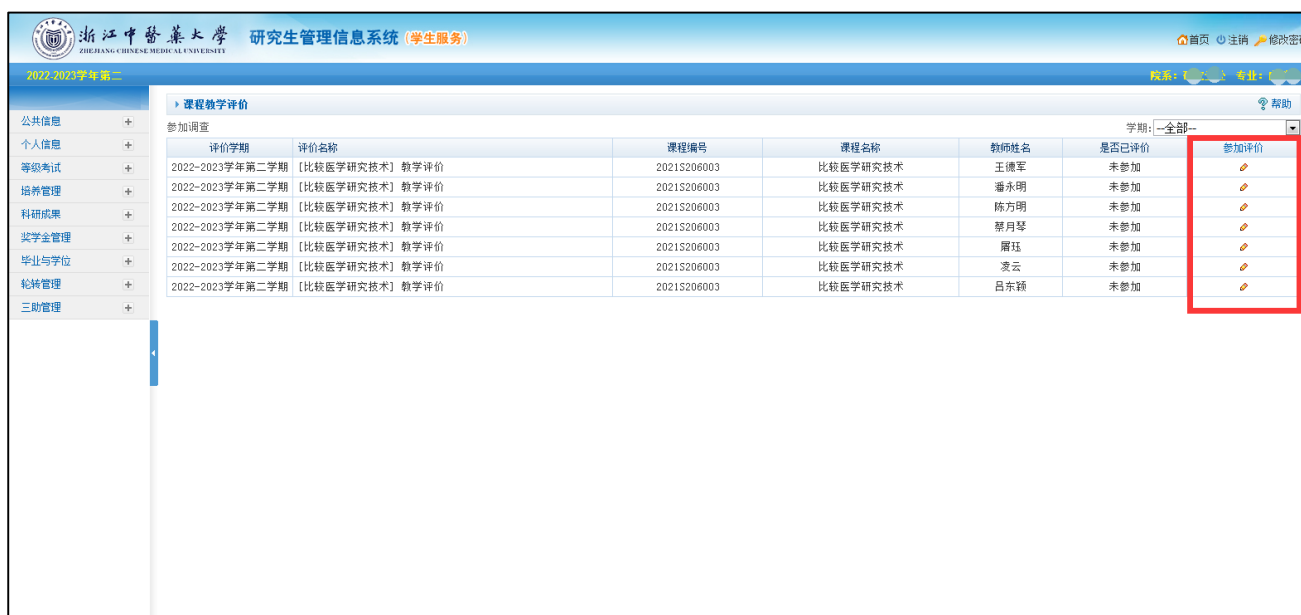 浙江中醫藥大學 研究生管理信息系统 (学生服务)
ZHEJIANG CHINESE MEDICAL UNIVERSITY
首页 注销 修改密
2022-2023学年第二
院系: 专业:
课程教学评价
帮助
公共信息
个人信息
等级考试
培养管理
科研成果
奖学金管理
毕业与学位
轮转管理
三助管理
参加调查
学期: --全部--
评价学期 评价名称 课程编号 课程名称 教师姓名 是否已评价 参加评价
2022-2023学年第二学期 [比较医学研究技术] 教学评价 2021S206003 比较医学研究技术 王德军 未参加
2022-2023学年第二学期 [比较医学研究技术] 教学评价 2021S206003 比较医学研究技术 潘永明 未参加
2022-2023学年第二学期 [比较医学研究技术] 教学评价 2021S206003 比较医学研究技术 陈方明 未参加
2022-2023学年第二学期 [比较医学研究技术] 教学评价 2021S206003 比较医学研究技术 蔡月琴 未参加
2022-2023学年第二学期 [比较医学研究技术] 教学评价 2021S206003 比较医学研究技术 屠珏 未参加
2022-2023学年第二学期 [比较医学研究技术] 教学评价 2021S206003 比较医学研究技术 凌云 未参加
2022-2023学年第二学期 [比较医学研究技术] 教学评价 2021S206003 比较医学研究技术 吕东颖 未参加